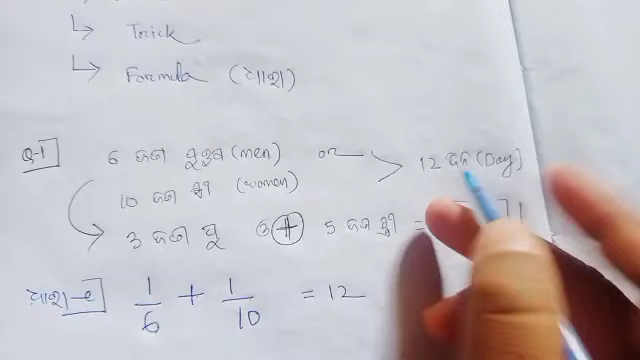 ↳ Trick
↳ Formula (ସୂତ୍ର)
Q-1 6 ଜଣ ପୁରୁଷ (men) or 12 ଦିନ (Day)
10 ଜଣ ସ୍ତ୍ରୀ (women)
3 ଜଣ ପୁ + 5 ଜଣ ସ୍ତ୍ରୀ =
1/6 + 1/10 = 12